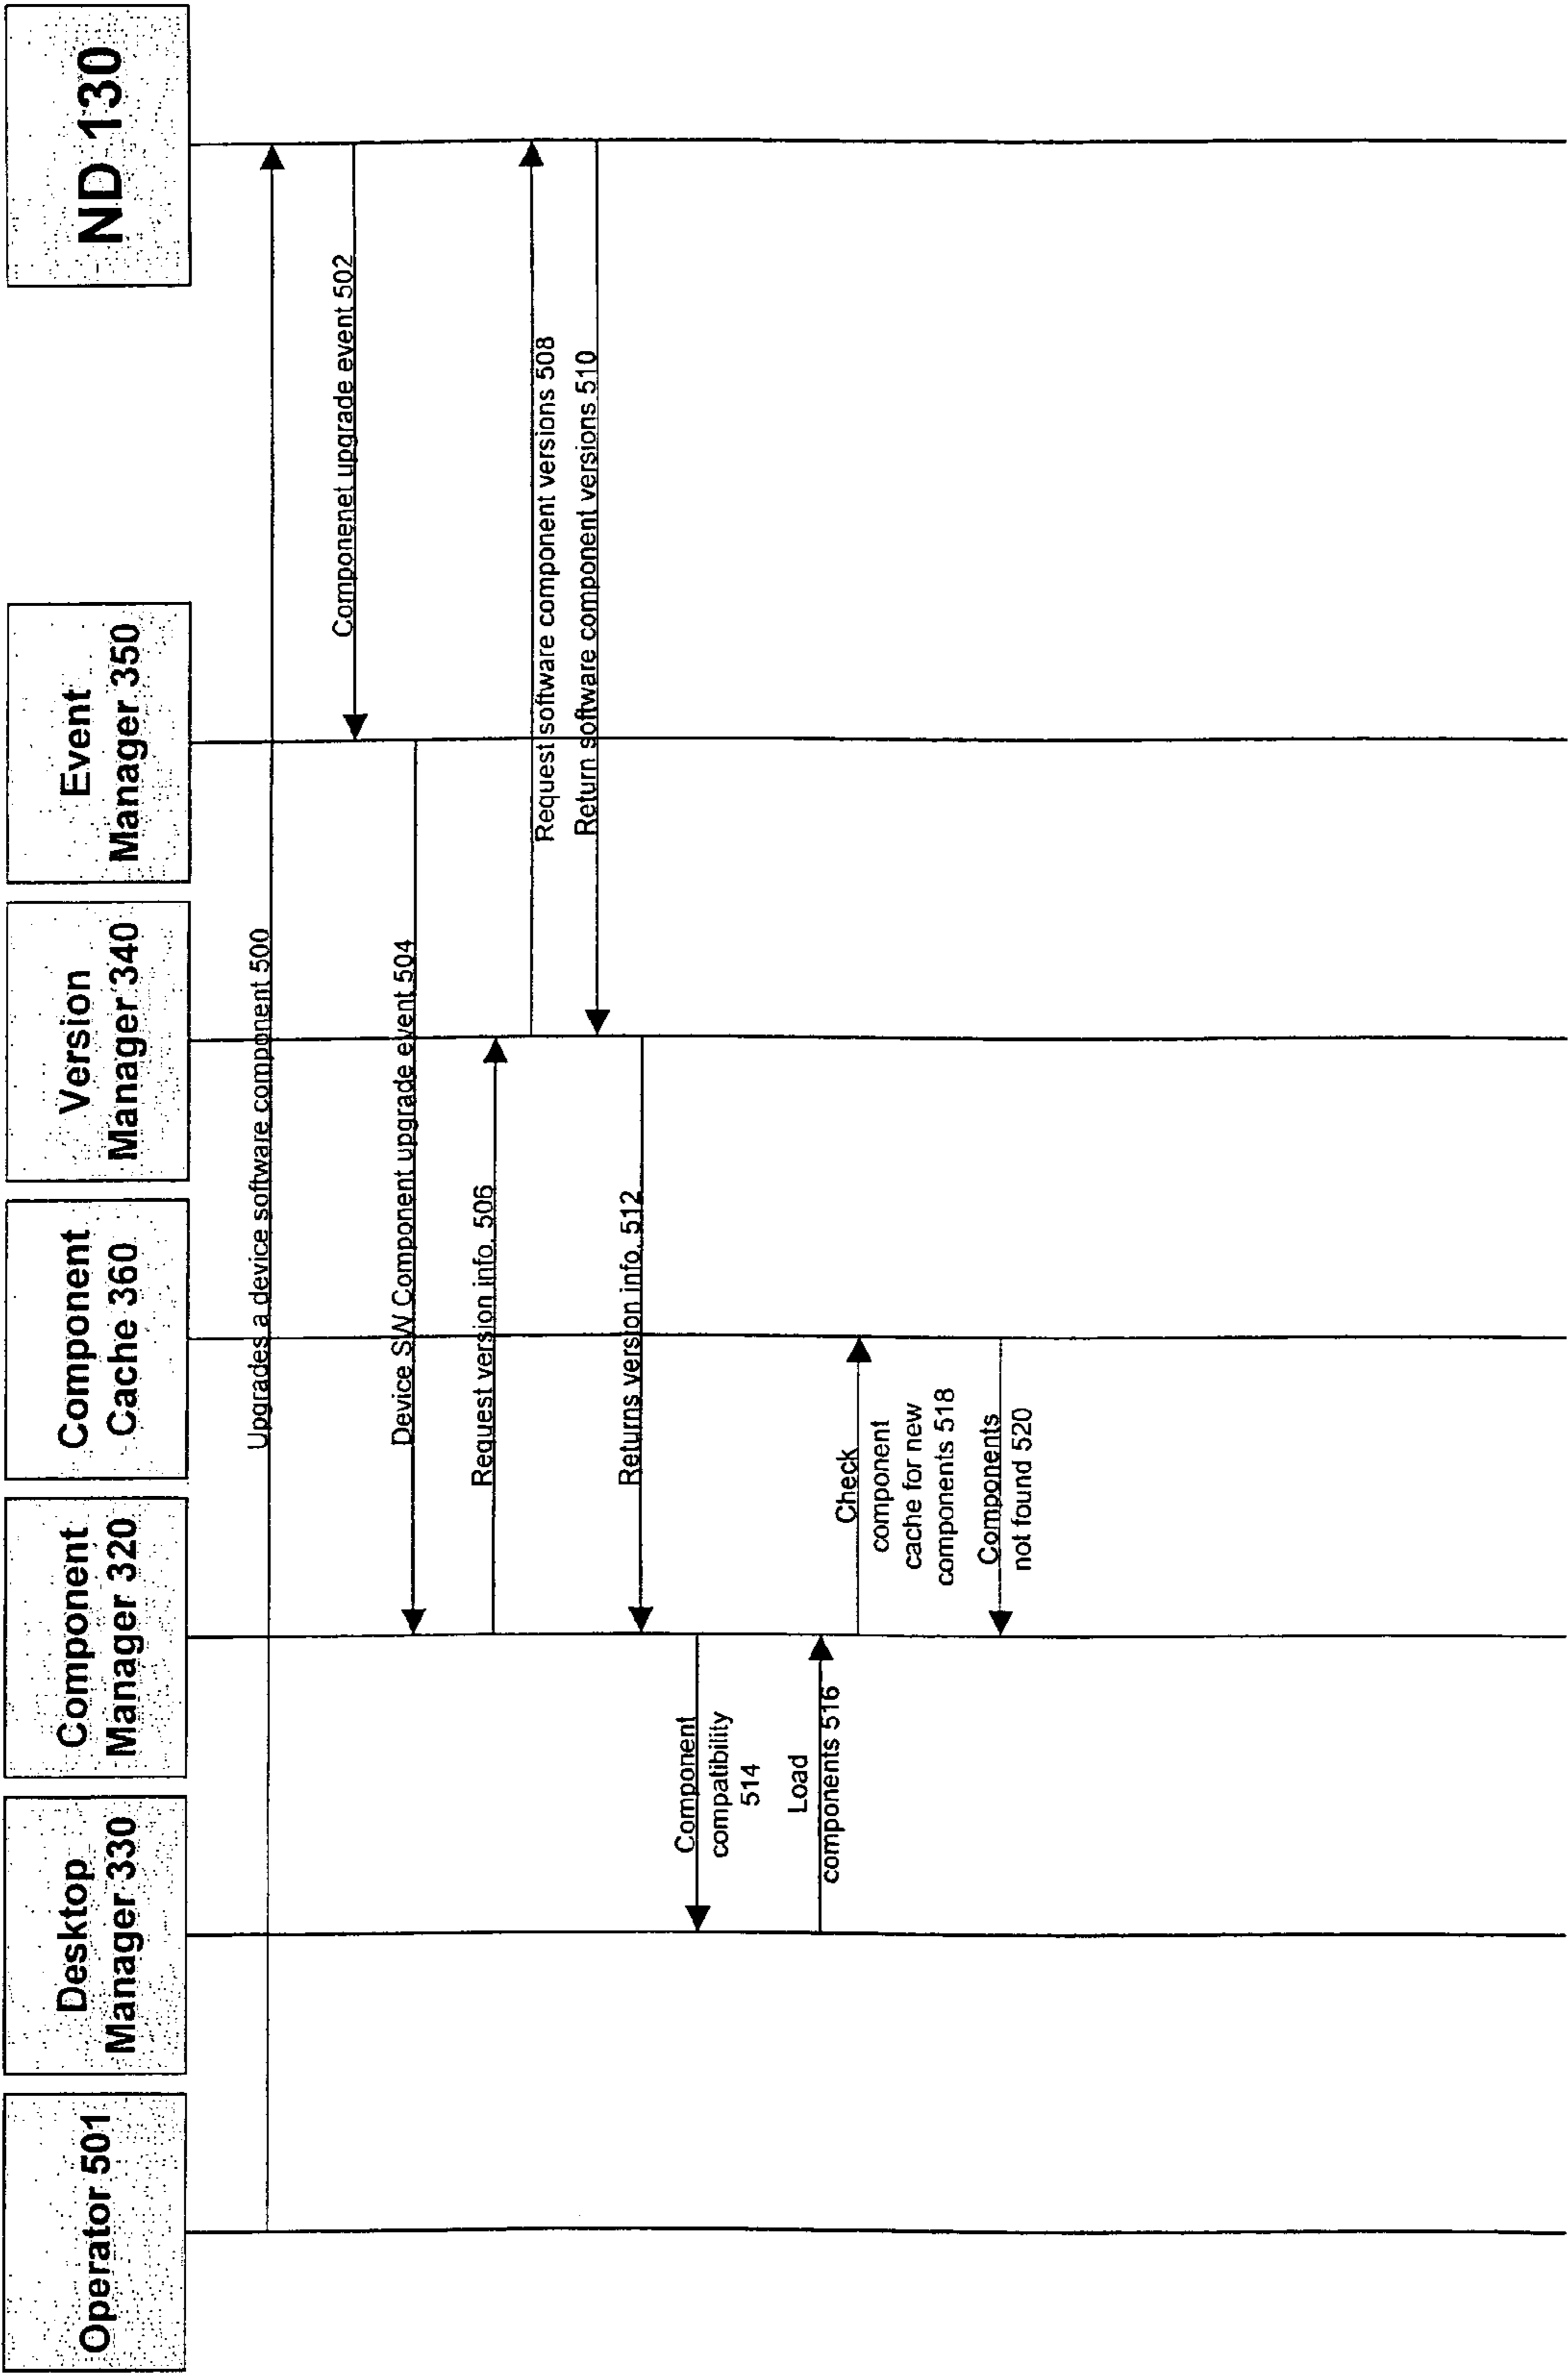 Operator 501
Desktop
Manager 330
Component
Manager 320
Component
Cache 360
Version
Manager 340
Event
Manager 350
ND 130
Upgrades a device software component 500
Componenet upgrade event 502
Device SW Component upgrade event 504
Request version info. 506
Request software component versions 508
Return software component versions 510
Returns version info. 512
Component
compatibility
514
Load
components 516
Check
component
cache for new
components 518
Components
not found 520